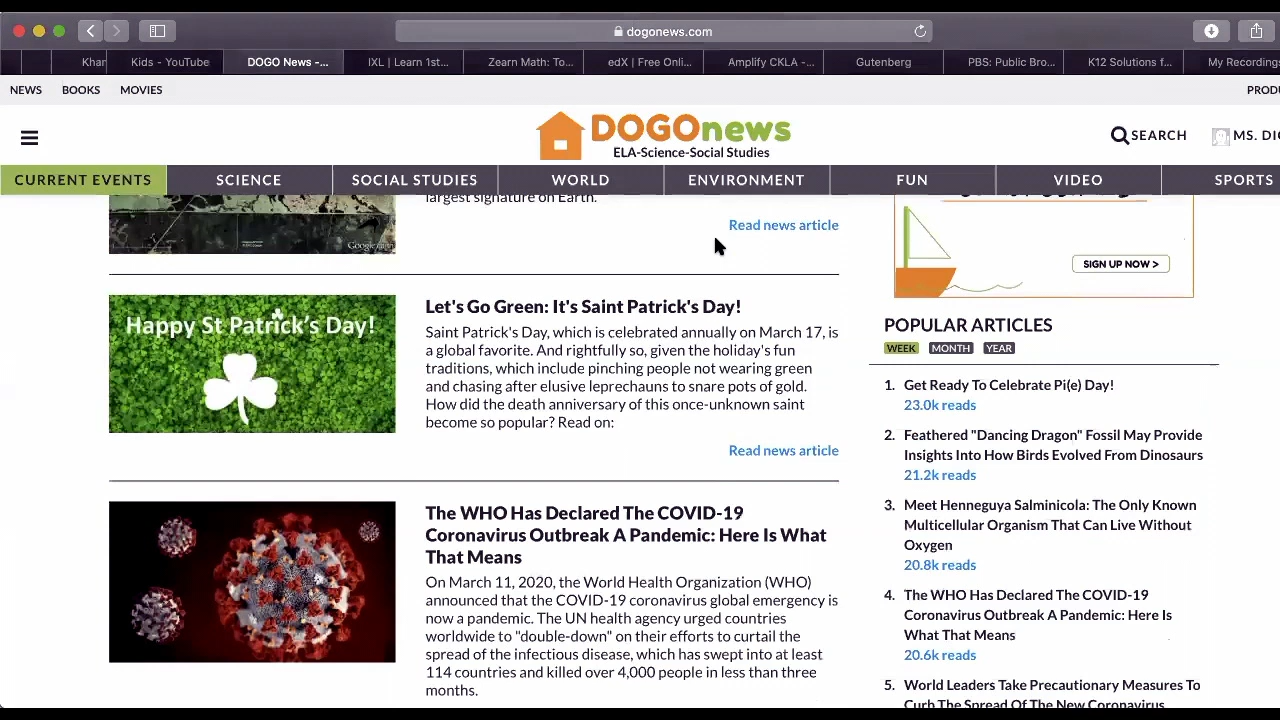 dogonews.com
Khar
Kids - YouTube
DOGO News -...
IXL | Learn 1st...
Zearn Math: To...
edX | Free Onli...
Amplify CKLA -...
Gutenberg
PBS: Public Bro...
K12 Solutions f...
My Recording
NEWS BOOKS MOVIES
PRODU
DOGOnews
ELA-Science-Social Studies
SEARCH
MS. DI
CURRENT EVENTS SCIENCE SOCIAL STUDIES WORLD ENVIRONMENT FUN VIDEO SPORTS
largest signature on Earth.
Read news article
Google earth
SIGN UP NOW >
Happy St Patrick's Day!
Let's Go Green: It's Saint Patrick's Day!
Saint Patrick's Day, which is celebrated annually on March 17, is
a global favorite. And rightfully so, given the holiday's fun
traditions, which include pinching people not wearing green
and chasing after elusive leprechauns to snare pots of gold.
How did the death anniversary of this once-unknown saint
become so popular? Read on:
Read news article
The WHO Has Declared The COVID-19
Coronavirus Outbreak A Pandemic: Here Is What
That Means
On March 11, 2020, the World Health Organization (WHO)
announced that the COVID-19 coronavirus global emergency is
now a pandemic. The UN health agency urged countries
worldwide to "double-down" on their efforts to curtail the
spread of the infectious disease, which has swept into at least
114 countries and killed over 4,000 people in less than three
months.
POPULAR ARTICLES
WEEK MONTH YEAR
1. Get Ready To Celebrate Pi(e) Day!
23.0k reads
2. Feathered "Dancing Dragon" Fossil May Provide
Insights Into How Birds Evolved From Dinosaurs
21.2k reads
3. Meet Henneguya Salminicola: The Only Known
Multicellular Organism That Can Live Without
Oxygen
20.8k reads
4. The WHO Has Declared The COVID-19
Coronavirus Outbreak A Pandemic: Here Is
What That Means
20.6k reads
5. World Leaders Take Precautionary Measures To
Curb The Spread Of The New Coronavirus